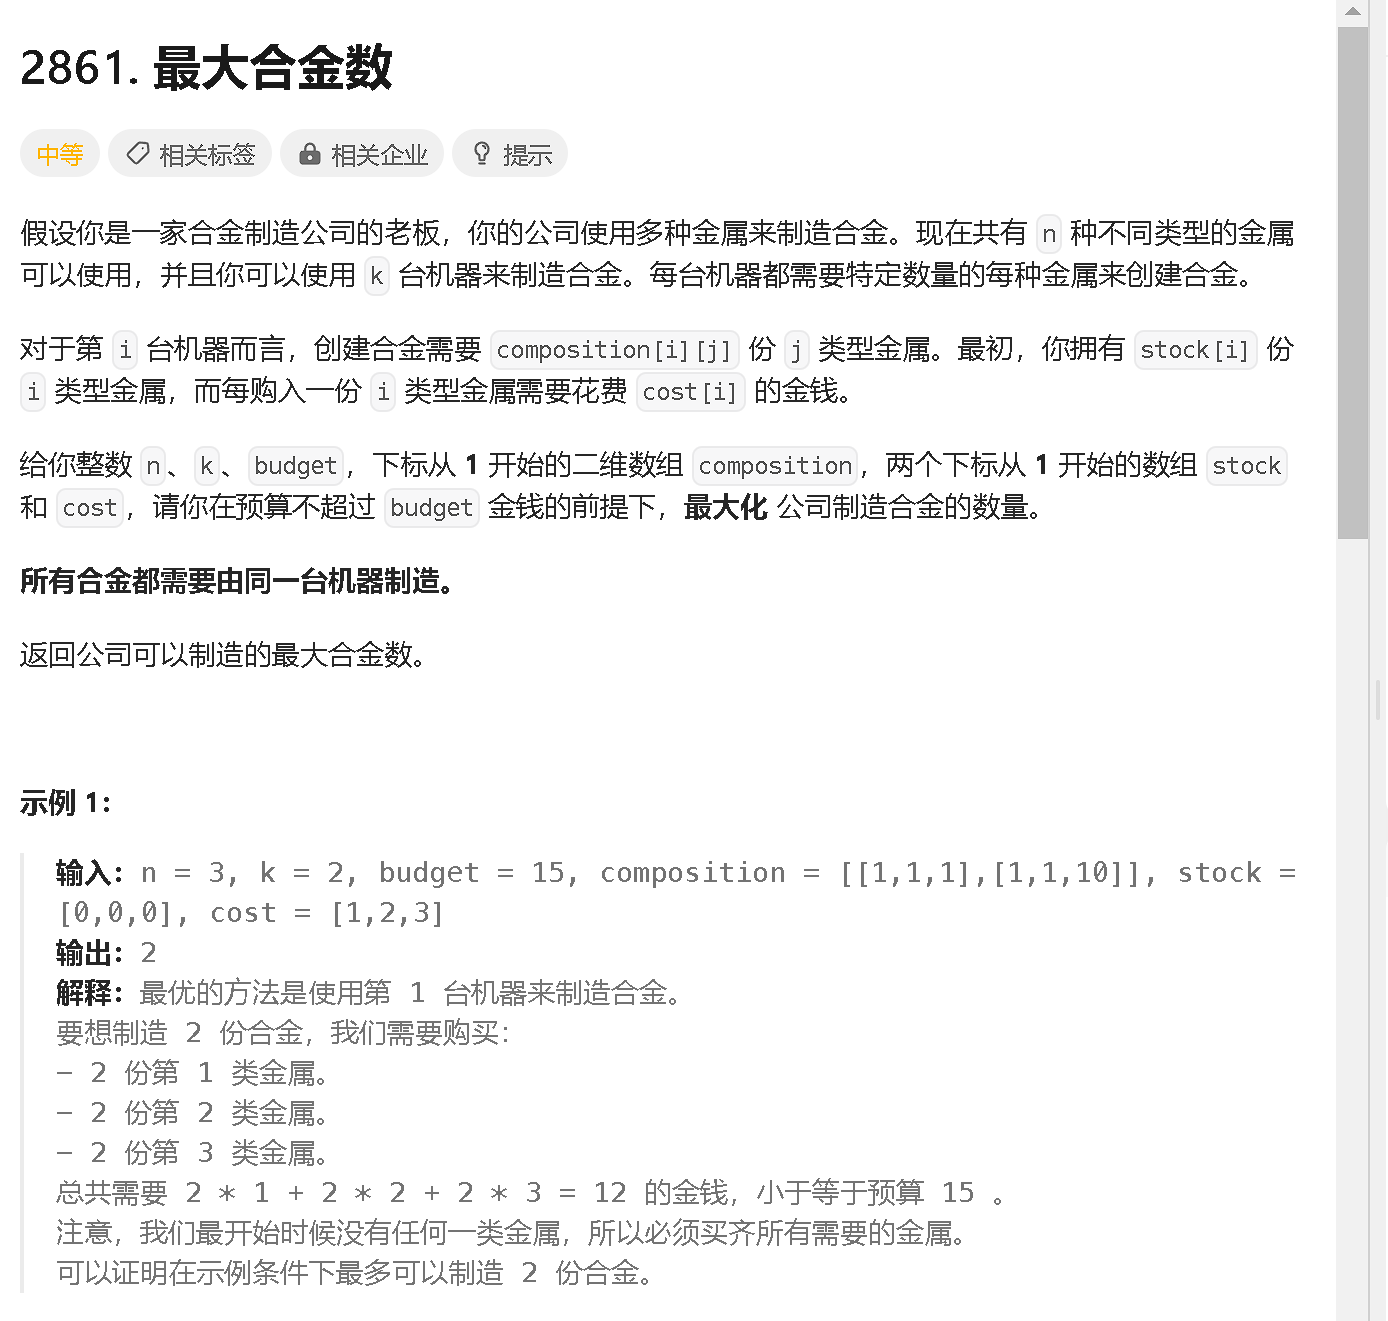 2861. 最大合金数
中等 相关标签 相关企业 提示
假设你是一家合金制造公司的老板，你的公司使用多种金属来制造合金。现在共有 n 种不同类型的金属
可以使用，并且你可以使用 k 台机器来制造合金。每台机器都需要特定数量的每种金属来创建合金。
对于第 i 台机器而言，创建合金需要 composition[i][j] 份 j 类型金属。最初，你拥有 stock[i] 份
i 类型金属，而每购入一份 i 类型金属需要花费 cost[i] 的金钱。
给你整数 n、k、budget，下标从 1 开始的二维数组 composition，两个下标从 1 开始的数组 stock
和 cost，请你在预算不超过 budget 金钱的前提下，最大化 公司制造合金的数量。
所有合金都需要由同一台机器制造。
返回公司可以制造的最大合金数。
示例 1：
输入：n = 3, k = 2, budget = 15, composition = [[1,1,1],[1,1,10]], stock =
[0,0,0], cost = [1,2,3]
输出：2
解释：最优的方法是使用第 1 台机器来制造合金。
要想制造 2 份合金，我们需要购买：
- 2 份第 1 类金属。
- 2 份第 2 类金属。
- 2 份第 3 类金属。
总共需要 2 * 1 + 2 * 2 + 2 * 3 = 12 的金钱，小于等于预算 15 。
注意，我们最开始时候没有任何一类金属，所以必须买齐所有需要的金属。
可以证明在示例条件下最多可以制造 2 份合金。